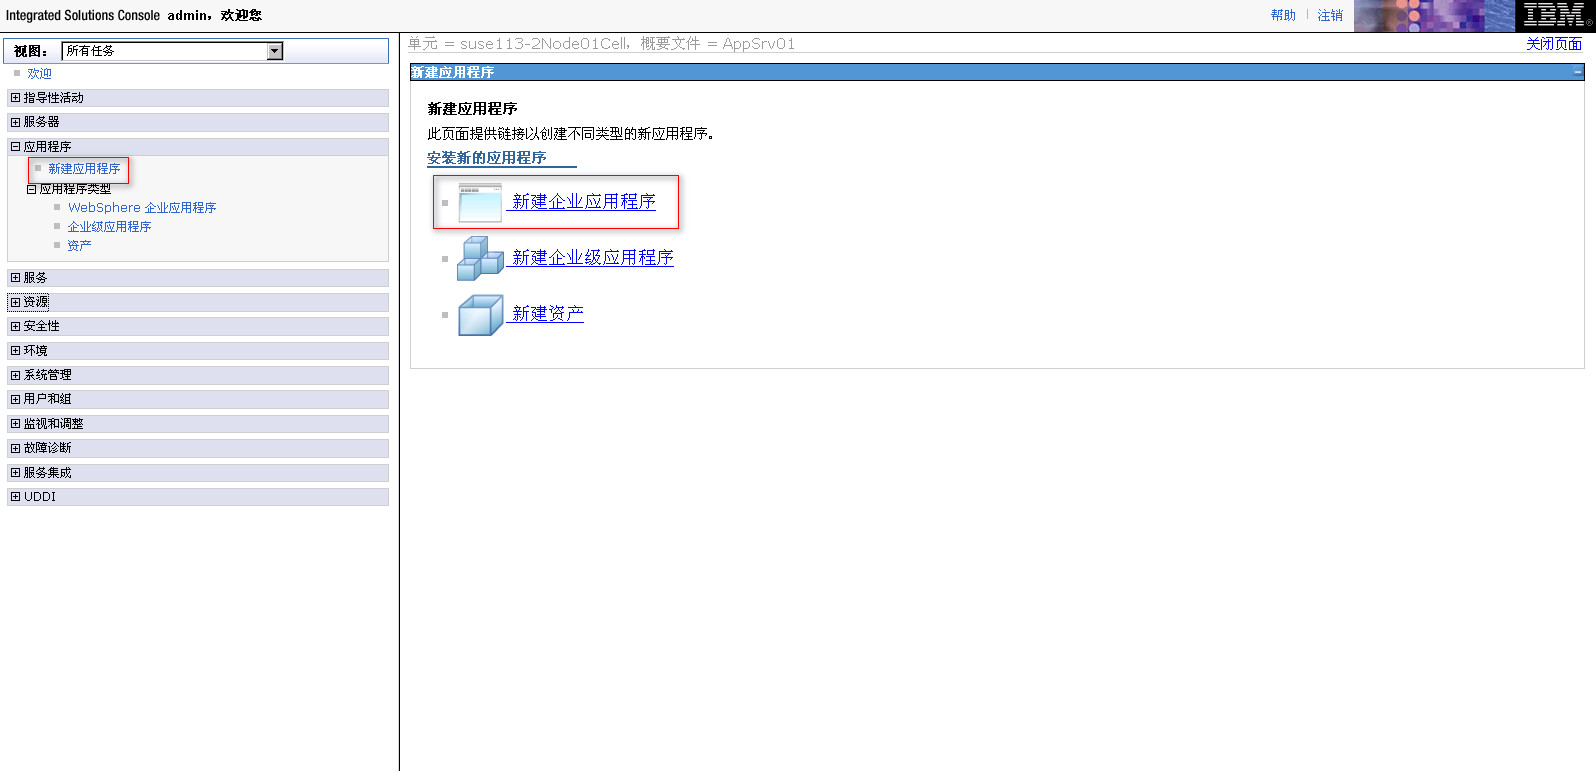 Integrated Solutions Console admin，欢迎您
帮助 注销
IBM
视图： 所有任务
欢迎
指导性活动
服务器
应用程序
新建应用程序
应用程序类型
WebSphere 企业应用程序
企业级应用程序
资产
服务
资源
安全性
环境
系统管理
用户和组
监视和调整
故障诊断
服务集成
UDDI
单元 = suse113-2Node01Cell，概要文件 = AppSrv01
关闭页面
新建应用程序
新建应用程序
此页面提供链接以创建不同类型的新应用程序。
安装新的应用程序
新建企业应用程序
新建企业级应用程序
新建资产